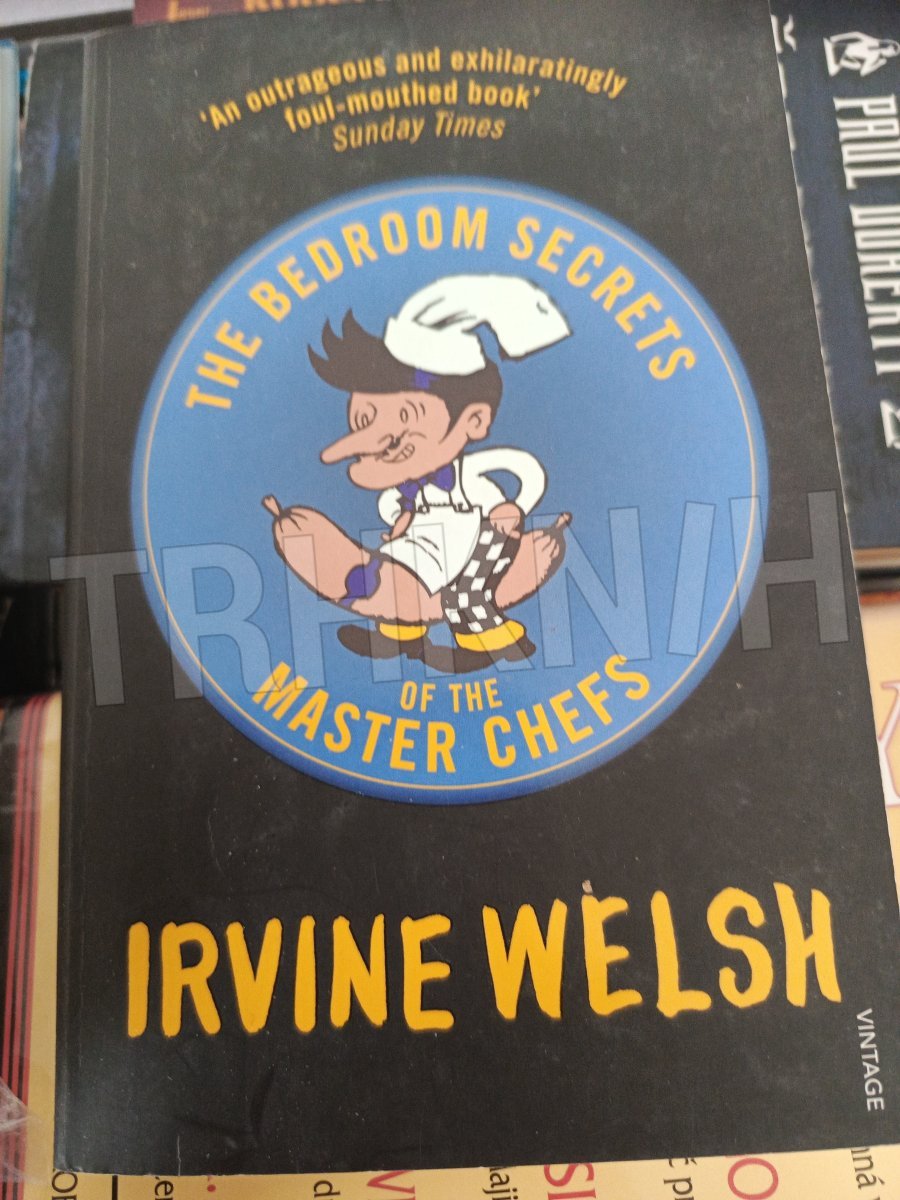 'An outrageous and exhilaratingly
foul-mouthed book'
Sunday Times
THE BEDROOM SECRETS
OF THE
MASTER CHEFS
IRVINE WELSH
VINTAGE
PAUL DOHERTY
TRHKN/H